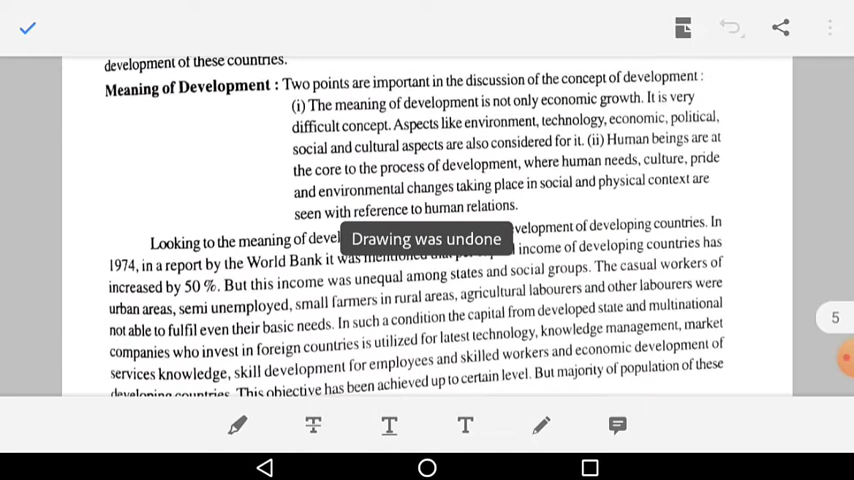 development of these countries.
Meaning of Development : Two points are important in the discussion of the concept of development :
(i) The meaning of development is not only economic growth. It is very
difficult concept. Aspects like environment, technology, economic, political,
social and cultural aspects are also considered for it. (ii) Human beings are at
the core to the process of development, where human needs, culture, pride
and environmental changes taking place in social and physical context are
seen with reference to human relations.
Drawing was undone
Looking to the meaning of development of developing countries. In
1974, in a report by the World Bank it was mentioned that income of developing countries has
increased by 50 %. But this income was unequal among states and social groups. The casual workers of
urban areas, semi unemployed, small farmers in rural areas, agricultural labourers and other labourers were
not able to fulfil even their basic needs. In such a condition the capital from developed state and multinational
companies who invest in foreign countries is utilized for latest technology, knowledge management, market
services knowledge, skill development for employees and skilled workers and economic development of
developing countries. This objective has been achieved up to certain level. But majority of population of these
5
T T T